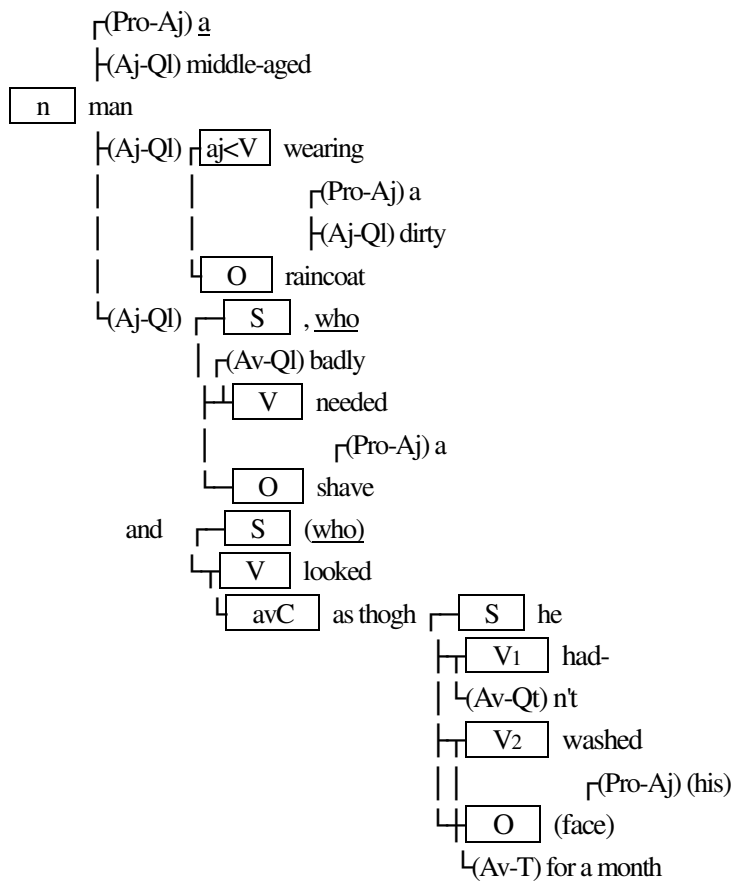 (Pro-Aj) a
(Aj-Ql) middle-aged
n man
(Aj-Ql) aj<V wearing
(Pro-Aj) a
(Aj-Ql) dirty
O raincoat
(Aj-Ql) S , who
(Av-Ql) badly
V needed
(Pro-Aj) a
O shave
and S (who)
V looked
avC as thogh S he
V1 had-
(Av-Qt) n't
V2 washed
(Pro-Aj) (his)
O (face)
(Av-T) for a month